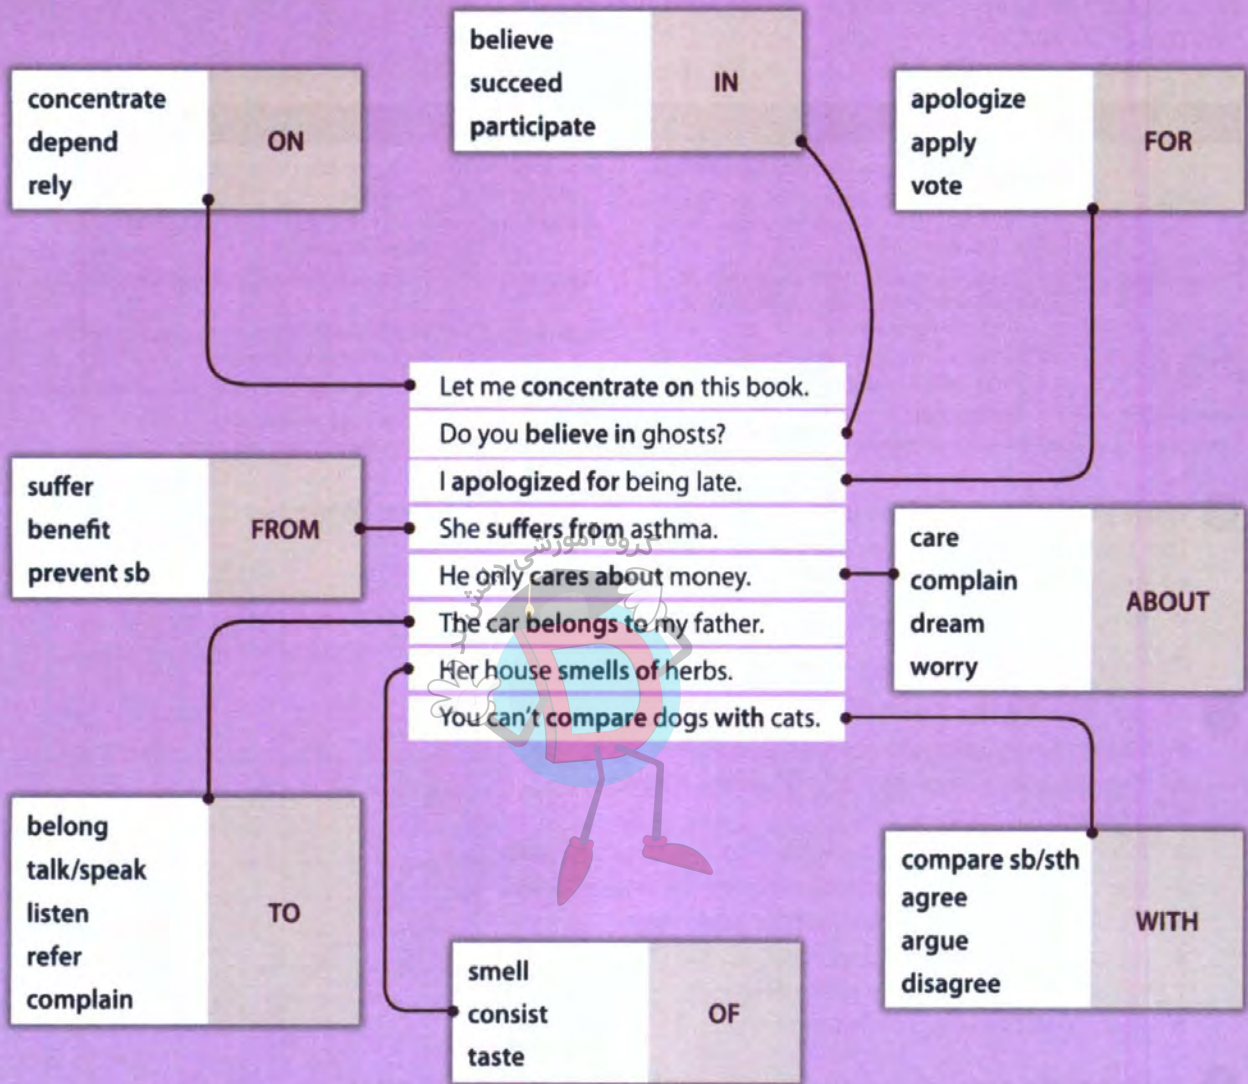 believe
succeed
participate
IN
concentrate
depend
rely
ON
apologize
apply
vote
FOR
Let me concentrate on this book.
Do you believe in ghosts?
I apologized for being late.
She suffers from asthma.
He only cares about money.
The car belongs to my father.
Her house smells of herbs.
You can't compare dogs with cats.
suffer
benefit
prevent sb
FROM
care
complain
dream
worry
ABOUT
belong
talk/speak
listen
refer
complain
TO
smell
consist
taste
OF
compare sb/sth
agree
argue
disagree
WITH
گروه آموزشی
D